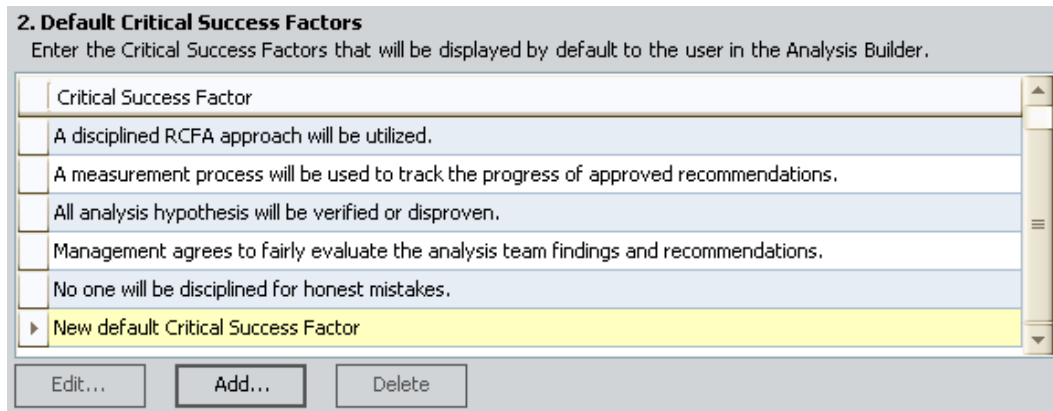 2. Default Critical Success Factors
Enter the Critical Success Factors that will be displayed by default to the user in the Analysis Builder.
Critical Success Factor
A disciplined RCFA approach will be utilized.
A measurement process will be used to track the progress of approved recommendations.
All analysis hypothesis will be verified or disproven.
Management agrees to fairly evaluate the analysis team findings and recommendations.
No one will be disciplined for honest mistakes.
New default Critical Success Factor
Edit... Add... Delete